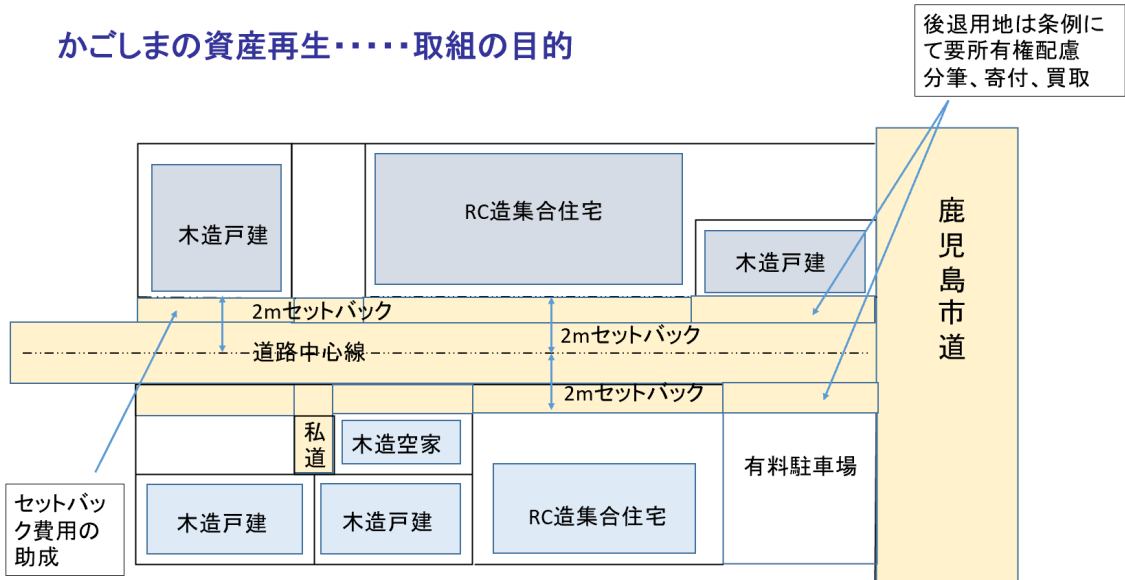 かごしまの資産再生・・・・・取組の目的
後退用地は条例に
て要所有権配慮
分筆、寄付、買取
木造戸建
RC造集合住宅
木造戸建
鹿児島市道
2mセットバック
2mセットバック
道路中心線
2mセットバック
私道
木造空家
有料駐車場
木造戸建
木造戸建
RC造集合住宅
セットバッ
ク費用の
助成